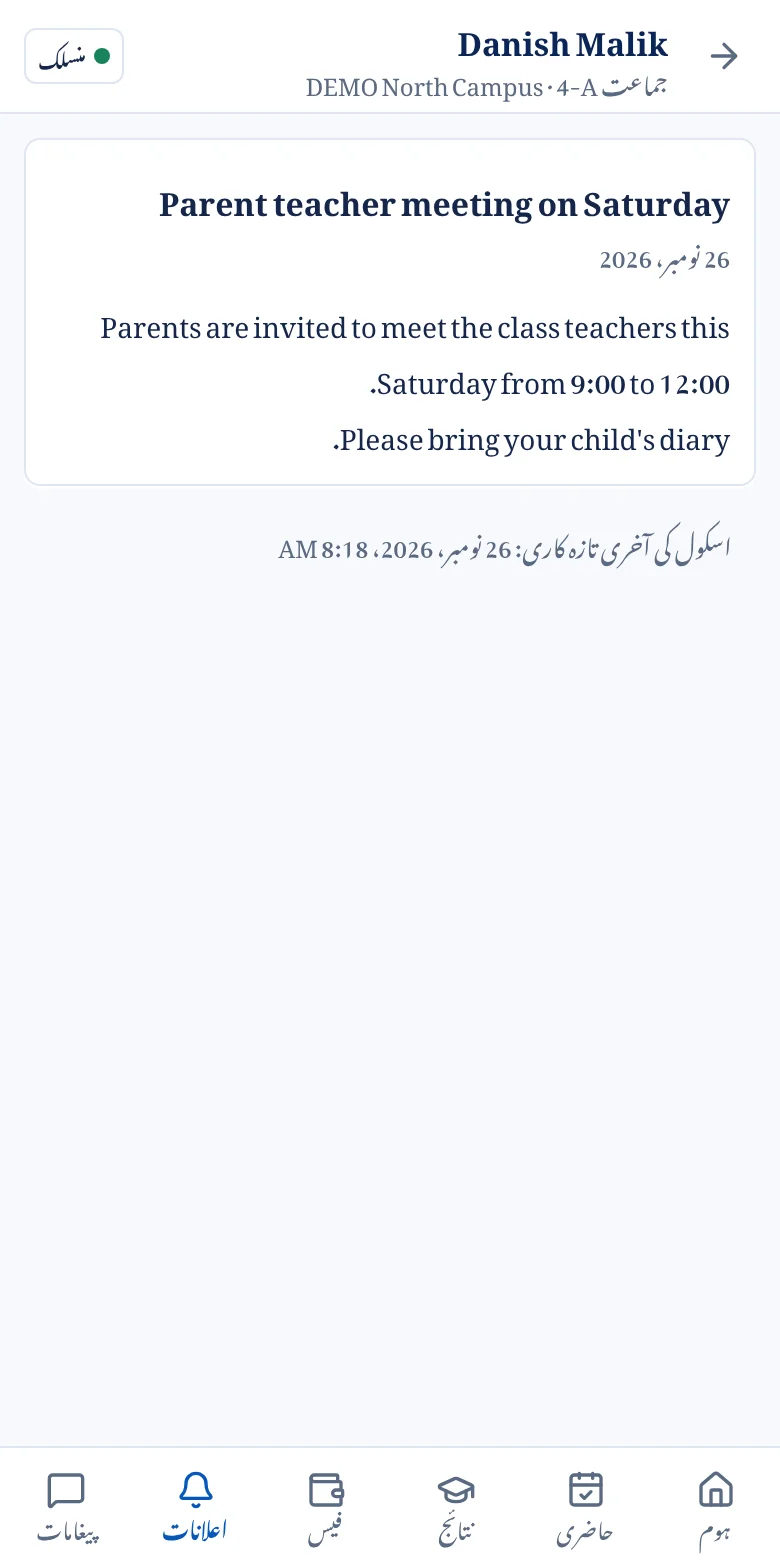 Danish Malik
جماعت 4-A · DEMO North Campus
منسلک
Parent teacher meeting on Saturday
26 نومبر، 2026
Parents are invited to meet the class teachers this
Saturday from 9:00 to 12:00.
Please bring your child's diary.
اسکول کی آخری تازہ کاری: 26 نومبر، 2026، 8:18 AM
ہوم
حاضری
نتائج
فیس
اعلانات
پیغامات